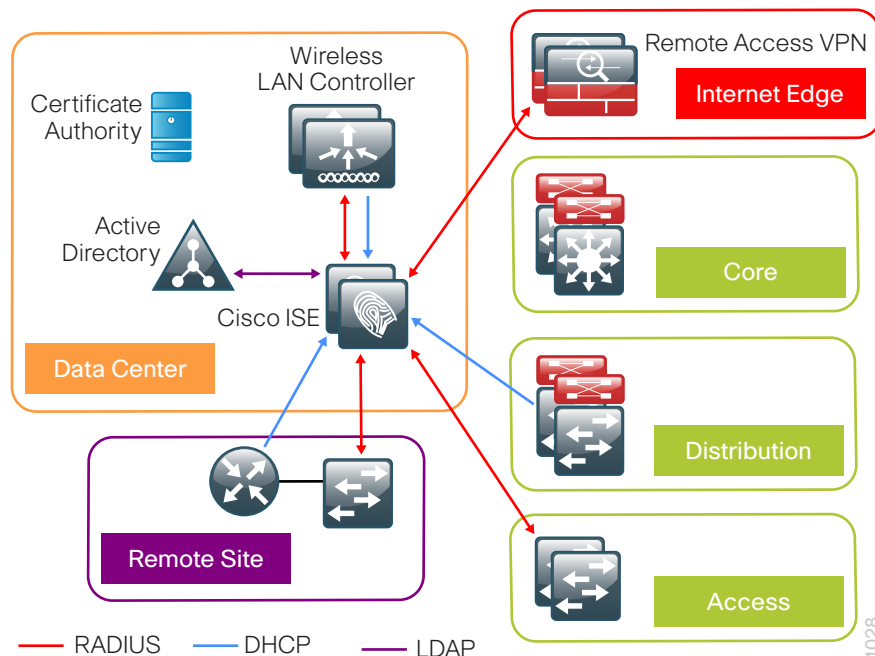 Wireless
LAN Controller
Certificate
Authority
Active
Directory
Cisco ISE
Data Center
Remote Site
Remote Access VPN
Internet Edge
Core
Distribution
Access
RADIUS
DHCP
LDAP
1028